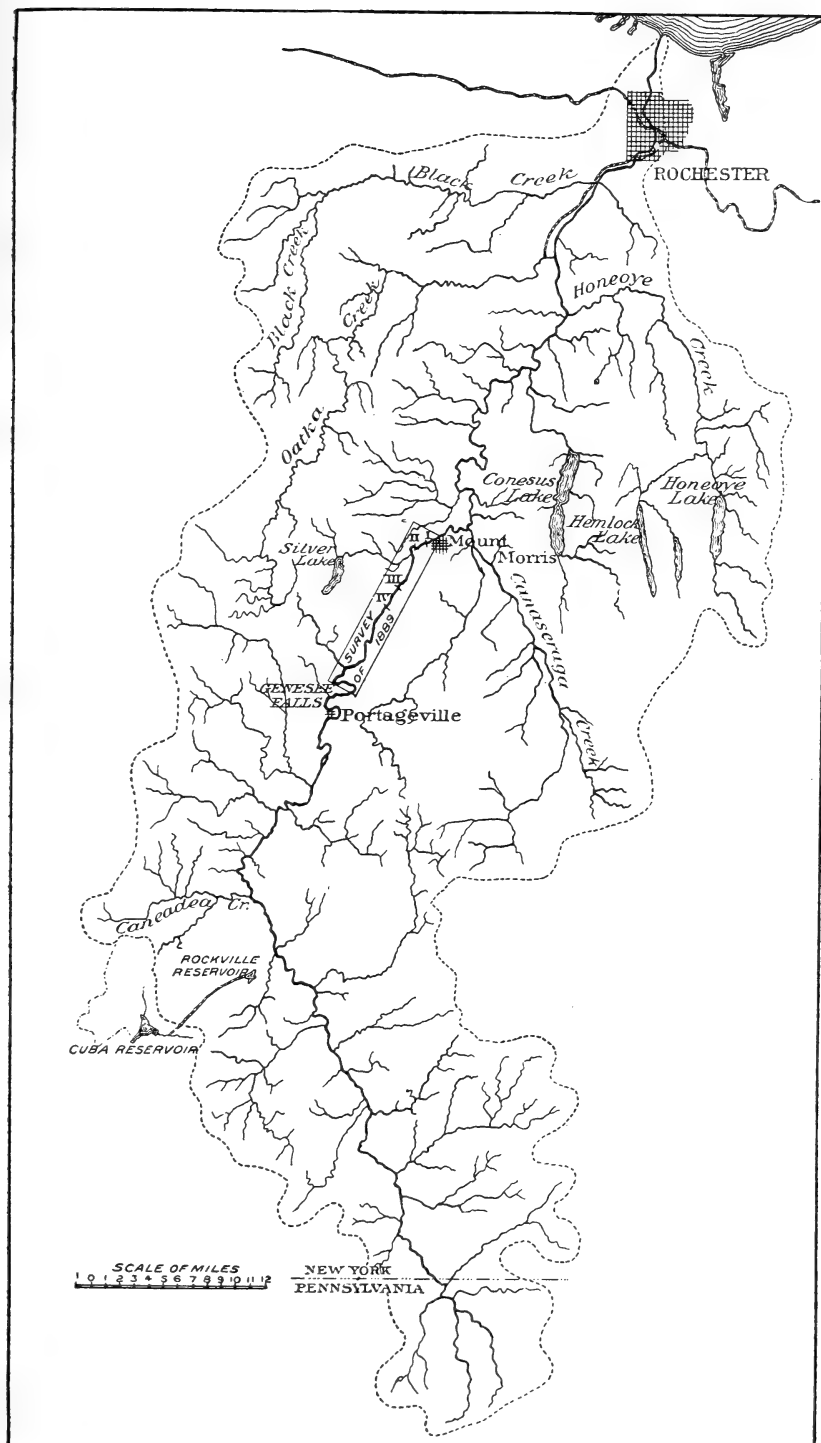 ROCHESTER
Black Creek
Black Creek
Creek
Oatka
Honeoye
Creek
Conesus
Lake
Hemlock
Lake
Honeoye
Lake
Silver
Lake
I
II
III
IV
Mount
Morris
SURVEY
OF 1889
Canaseraga
Creek
GENESEE
FALLS
Portageville
Caneadea Cr.
ROCKVILLE
RESERVOIR
CUBA RESERVOIR
SCALE OF MILES
1 0 1 2 3 4 5 6 7 8 9 10 11 12
NEW YORK
PENNSYLVANIA